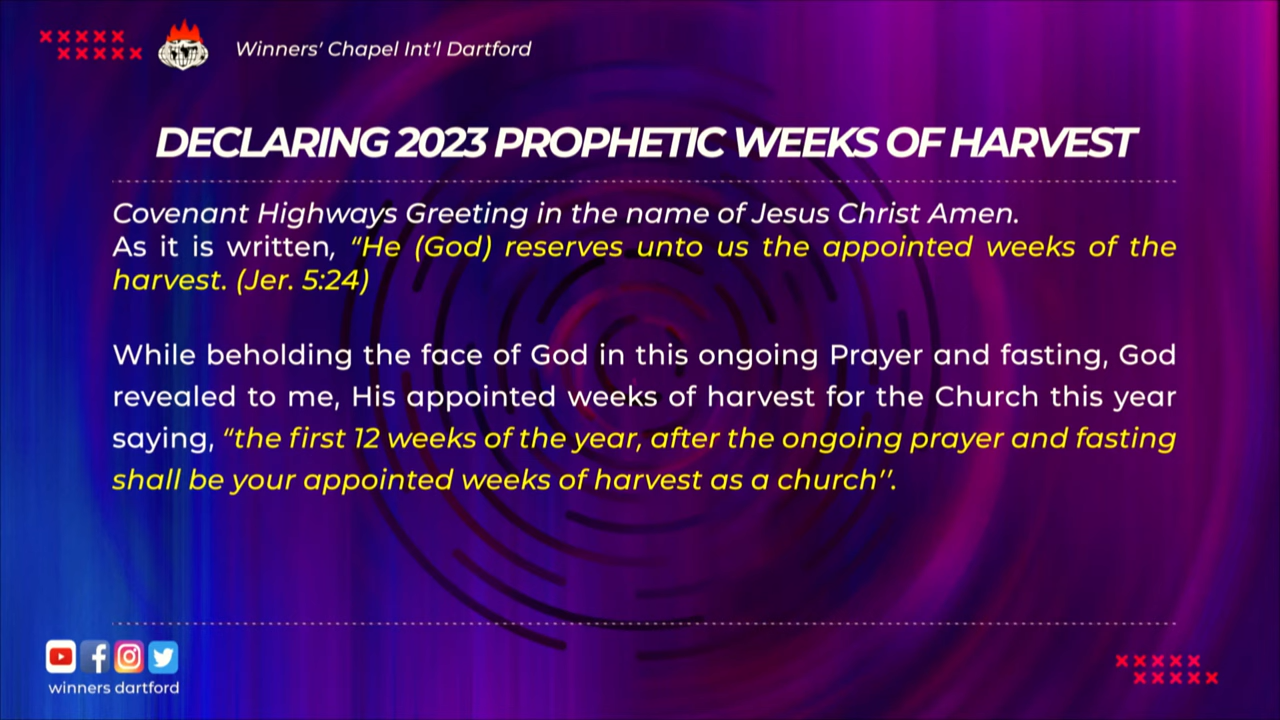 Winners' Chapel Int'l Dartford
DECLARING 2023 PROPHETIC WEEKS OF HARVEST
Covenant Highways Greeting in the name of Jesus Christ Amen.
As it is written, “He (God) reserves unto us the appointed weeks of the
harvest. (Jer. 5:24)
While beholding the face of God in this ongoing Prayer and fasting, God
revealed to me, His appointed weeks of harvest for the Church this year
saying, “the first 12 weeks of the year, after the ongoing prayer and fasting
shall be your appointed weeks of harvest as a church''.
winners dartford